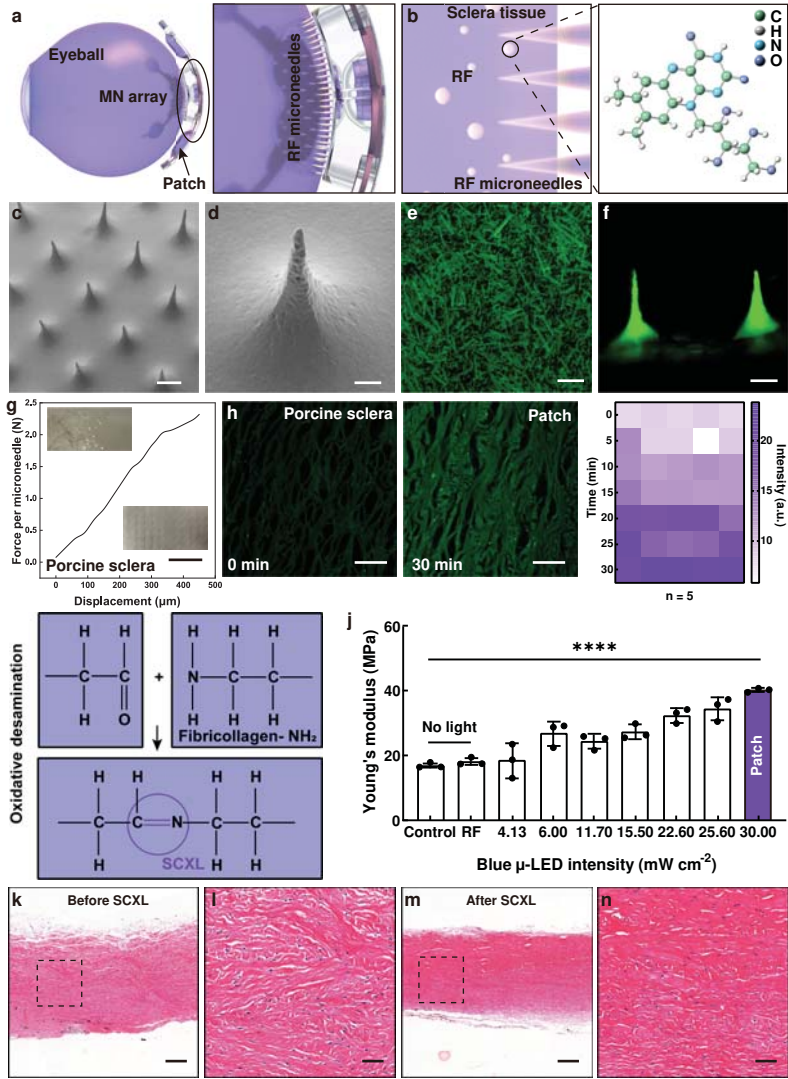 a
Eyeball
MN array
Patch
RF microneedles
b
Sclera tissue
RF
RF microneedles
C
H
N
O
c
d
e
f
g
Force per microneedle (N)
2.5
2.0
1.5
1.0
0.5
0.0
Porcine sclera
0 100 200 300 400 500
Displacement (µm)
h
Porcine sclera
0 min
Patch
30 min
Time (min)
0
5
10
15
20
25
30
n = 5
20
15
10
Intensity (a.u.)
Oxidative desamination
H H
C C
H O
+
H H H
N C C
H H H
Fibricollagen- NH₂
H H H H
C C N C C
H H H
SCXL
j
Young's modulus (MPa)
60
40
20
0
****
No light
Patch
Control RF 4.13 6.00 11.70 15.50 22.60 25.60 30.00
Blue µ-LED intensity (mW cm⁻²)
k
Before SCXL
l
m
After SCXL
n